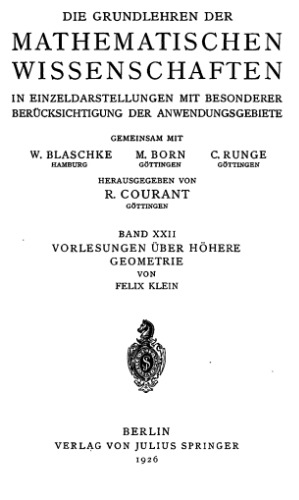 DIE GRUNDLEHREN DER
MATHEMATISCHEN
WISSENSCHAFTEN
IN EINZELDARSTELLUNGEN MIT BESONDERER
BERÜCKSICHTIGUNG DER ANWENDUNGSGEBIETE
GEMEINSAM MIT
W. BLASCHKE M. BORN C. RUNGE
HAMBURG GÖTTINGEN GÖTTINGEN
HERAUSGEGEBEN VON
R. COURANT
GÖTTINGEN
BAND XXII
VORLESUNGEN ÜBER HÖHERE
GEOMETRIE
VON
FELIX KLEIN
BERLIN
VERLAG VON JULIUS SPRINGER
1926